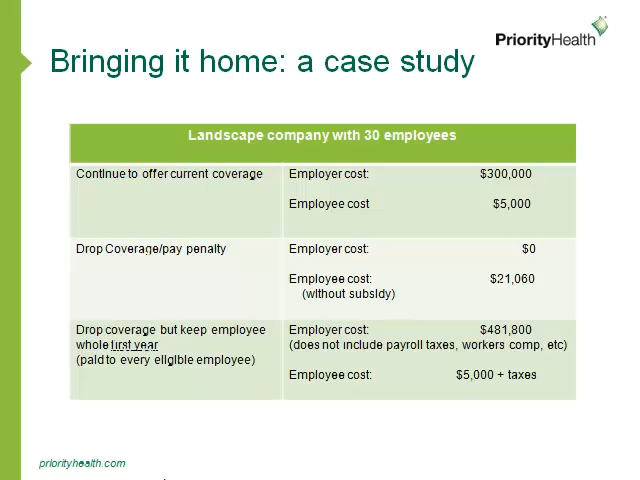 PriorityHealth
Bringing it home: a case study
Landscape company with 30 employees
Continue to offer current coverage
Employer cost: $300,000
Employee cost $5,000
Drop Coverage/pay penalty
Employer cost: $0
Employee cost: $21,060
(without subsidy)
Drop coverage but keep employee
whole first year
(paid to every eligible employee)
Employer cost: $481,800
(does not include payroll taxes, workers comp, etc)
Employee cost: $5,000 + taxes
priorityhealth.com